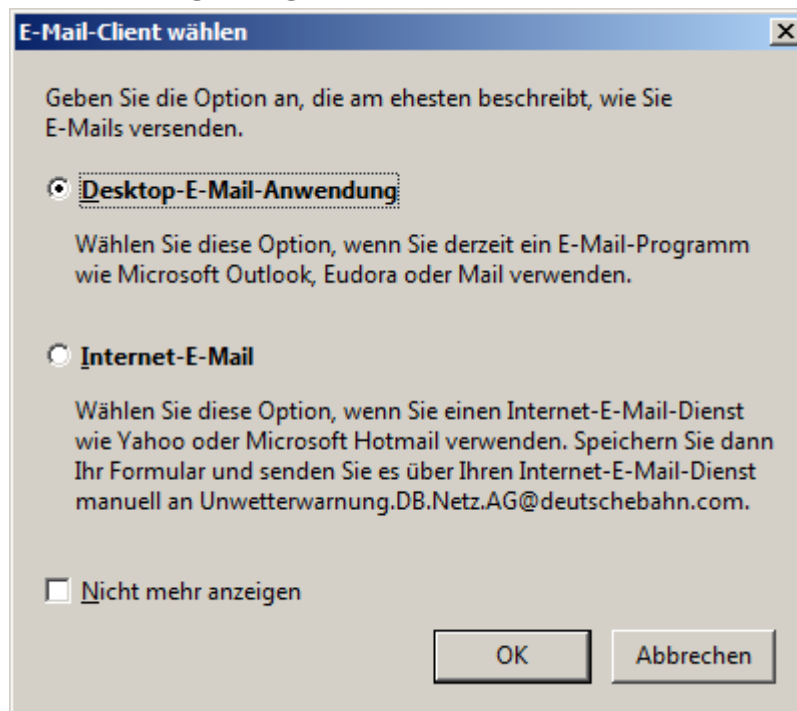 E-Mail-Client wählen
Geben Sie die Option an, die am ehesten beschreibt, wie Sie
E-Mails versenden.
Desktop-E-Mail-Anwendung
Wählen Sie diese Option, wenn Sie derzeit ein E-Mail-Programm
wie Microsoft Outlook, Eudora oder Mail verwenden.
Internet-E-Mail
Wählen Sie diese Option, wenn Sie einen Internet-E-Mail-Dienst
wie Yahoo oder Microsoft Hotmail verwenden. Speichern Sie dann
Ihr Formular und senden Sie es über Ihren Internet-E-Mail-Dienst
manuell an Unwetterwarnung.DB.Netz.AG@deutschebahn.com.
Nicht mehr anzeigen
OK Abbrechen